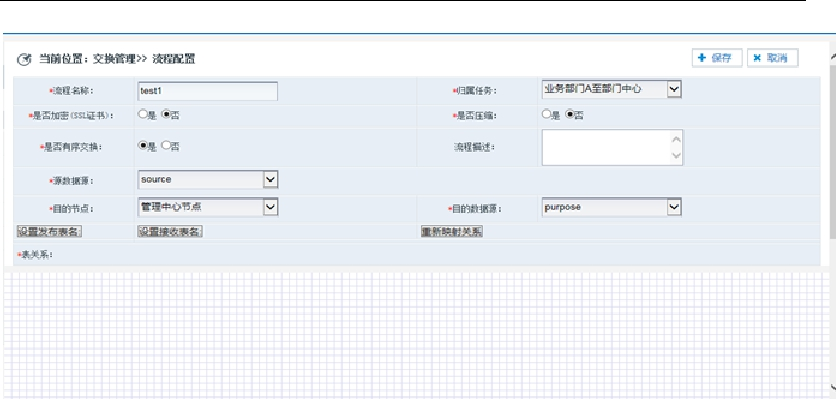 当前位置：交换管理>> 流程配置 保存 取消
*流程名称： test1 *归属任务： 业务部门A至部门中心
*是否加密(SSL证书)： 是 否 *是否压缩： 是 否
*是否有序交换： 是 否 流程描述：
*源数据源： source
*目的节点： 管理中心节点 *目的数据源： purpose
设置发布表名 设置接收表名 重新映射关系
*表关系：